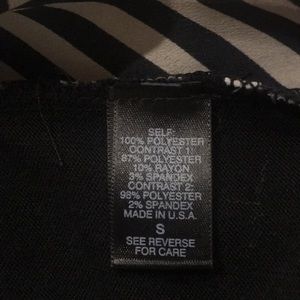 SELF:
100% POLYESTER
CONTRAST 1:
87% POLYESTER
10% RAYON
3% SPANDEX
CONTRAST 2:
98% POLYESTER
2% SPANDEX
MADE IN U.S.A.
S
SEE REVERSE
FOR CARE